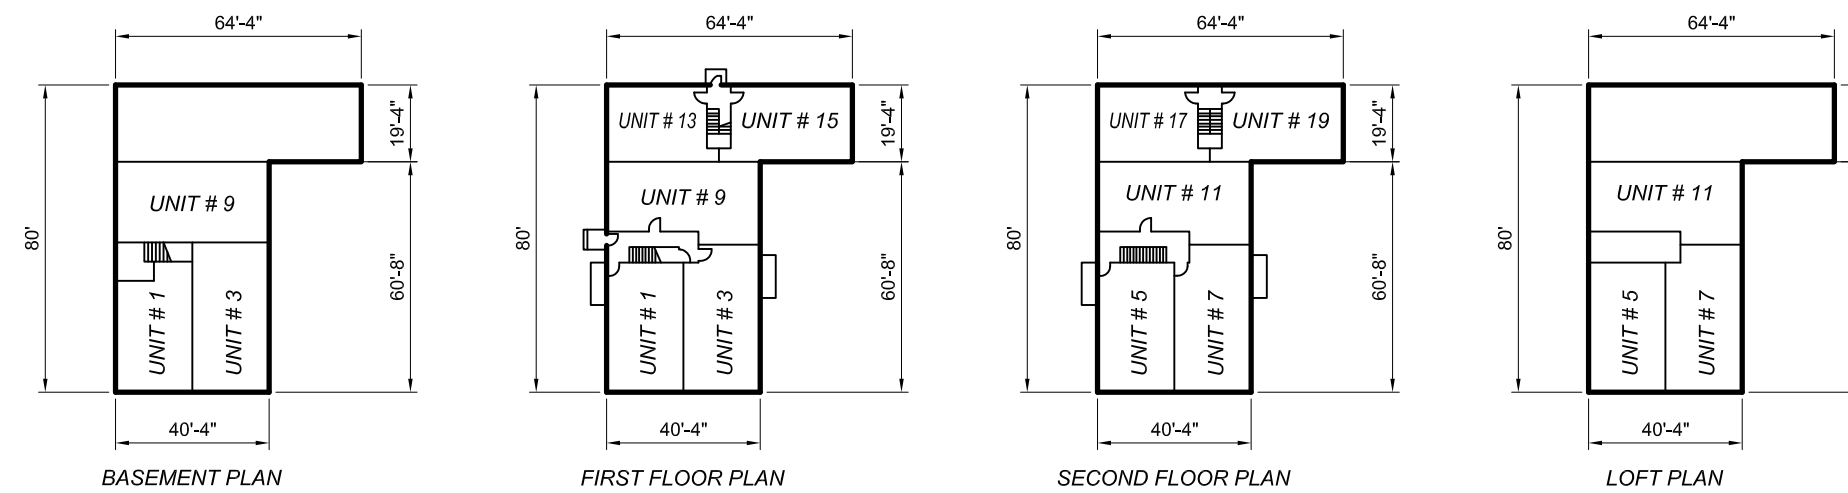 64'-4"
19'-4"
80'
UNIT # 9
60'-8"
UNIT # 1
UNIT # 3
40'-4"
BASEMENT PLAN
64'-4"
UNIT # 13
UNIT # 15
19'-4"
80'
UNIT # 9
60'-8"
UNIT # 1
UNIT # 3
40'-4"
FIRST FLOOR PLAN
64'-4"
UNIT # 17
UNIT # 19
19'-4"
80'
UNIT # 11
60'-8"
UNIT # 5
UNIT # 7
40'-4"
SECOND FLOOR PLAN
64'-4"
80'
UNIT # 11
UNIT # 5
UNIT # 7
40'-4"
LOFT PLAN